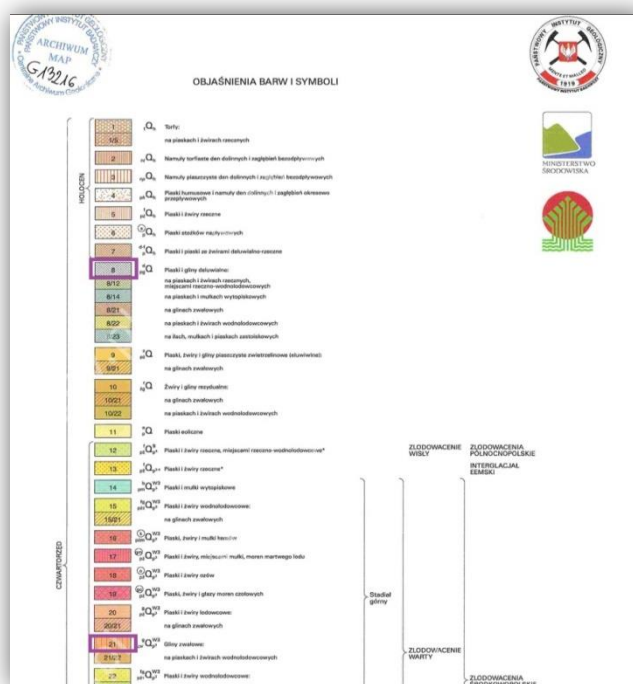 PAŃSTWOWY INSTYTUT GEOLOGICZNY
ARCHIWUM
MAP
G13216
PAŃSTWOWY INSTYTUT GEOLOGICZNY
1919
OBJAŚNIENIA BARW I SYMBOLI
MINISTERSTWO
ŚRODOWISKA
HOLOCEN
CZWARTORZĘD
1 Torfy:
1/5 na piaskach i żwirach rzecznych
2 Namuły torfiaste den dolinnych i zagłębień bezodpływowych
3 Namuły piaszczyste den dolinnych i zagłębień bezodpływowych
4 Piaski humusowe i namuły den dolinnych i zagłębień okresowo
przepływowych
5 Piaski i żwiry rzeczne
6 Piaski stożków napływowych
7 Piaski i piaski ze żwirami deluwialno-rzeczne
8 Q Piaski i gliny deluwialne:
8/12 na piaskach i żwirach rzecznych,
miejscami rzeczno-wodnolodowcowych
8/14 na piaskach i mułkach wytopiskowych
8/21 na glinach zwałowych
8/22 na piaskach i żwirach wodnolodowcowych
8/23 na iłach, mułkach i piaskach zastoiskowych
9 Q Piaski, żwiry i gliny piaszczyste zwietrzelinowe (eluwialne):
9/21 na glinach zwałowych
10 Q Żwiry i gliny rezydualne:
10/21 na glinach zwałowych
10/22 na piaskach i żwirach wodnolodowcowych
11 Q Piaski eoliczne
12 Piaski i żwiry rzeczne, miejscami rzeczno-wodnolodowcowe*
ZLODOWACENIE
WISŁY
ZLODOWACENIA
PÓŁNOCNOPOLSKIE
13 Piaski i żwiry rzeczne*
INTERGLACJAŁ
EEMSKI
14 Piaski i mułki wytopiskowe
15 Piaski i żwiry wodnolodowcowe:
15/21 na glinach zwałowych
16 Piaski, żwiry i mułki kemów
17 Piaski i żwiry, miejscami mułki, moren martwego lodu
18 Piaski i żwiry ozów
19 Piaski, żwiry i głazy moren czołowych
Stadiał
górny
20 Piaski i żwiry lodowcowe:
20/21 na glinach zwałowych
21 Gliny zwałowe:
na piaskach i żwirach wodnolodowcowych
ZLODOWACENIE
WARTY
Piaski i żwiry wodnolodowcowe:
ZLODOWACENIA
ŚRODKOWOPOLSKIE